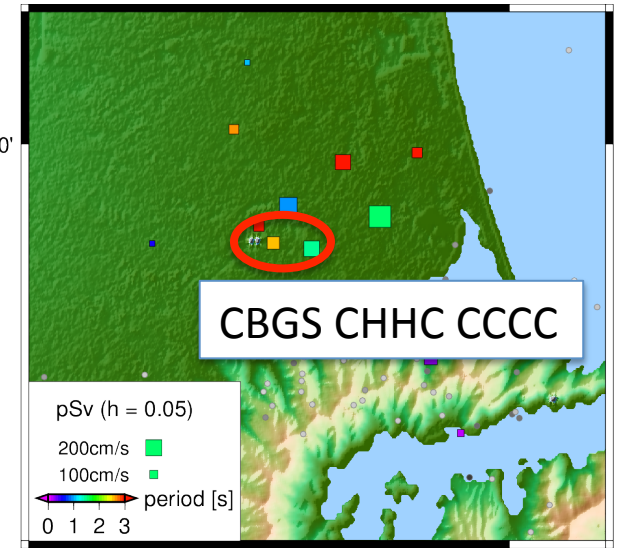 0'
CBGS CHHC CCCC
pSv (h = 0.05)
200cm/s
100cm/s
period [s]
0 1 2 3